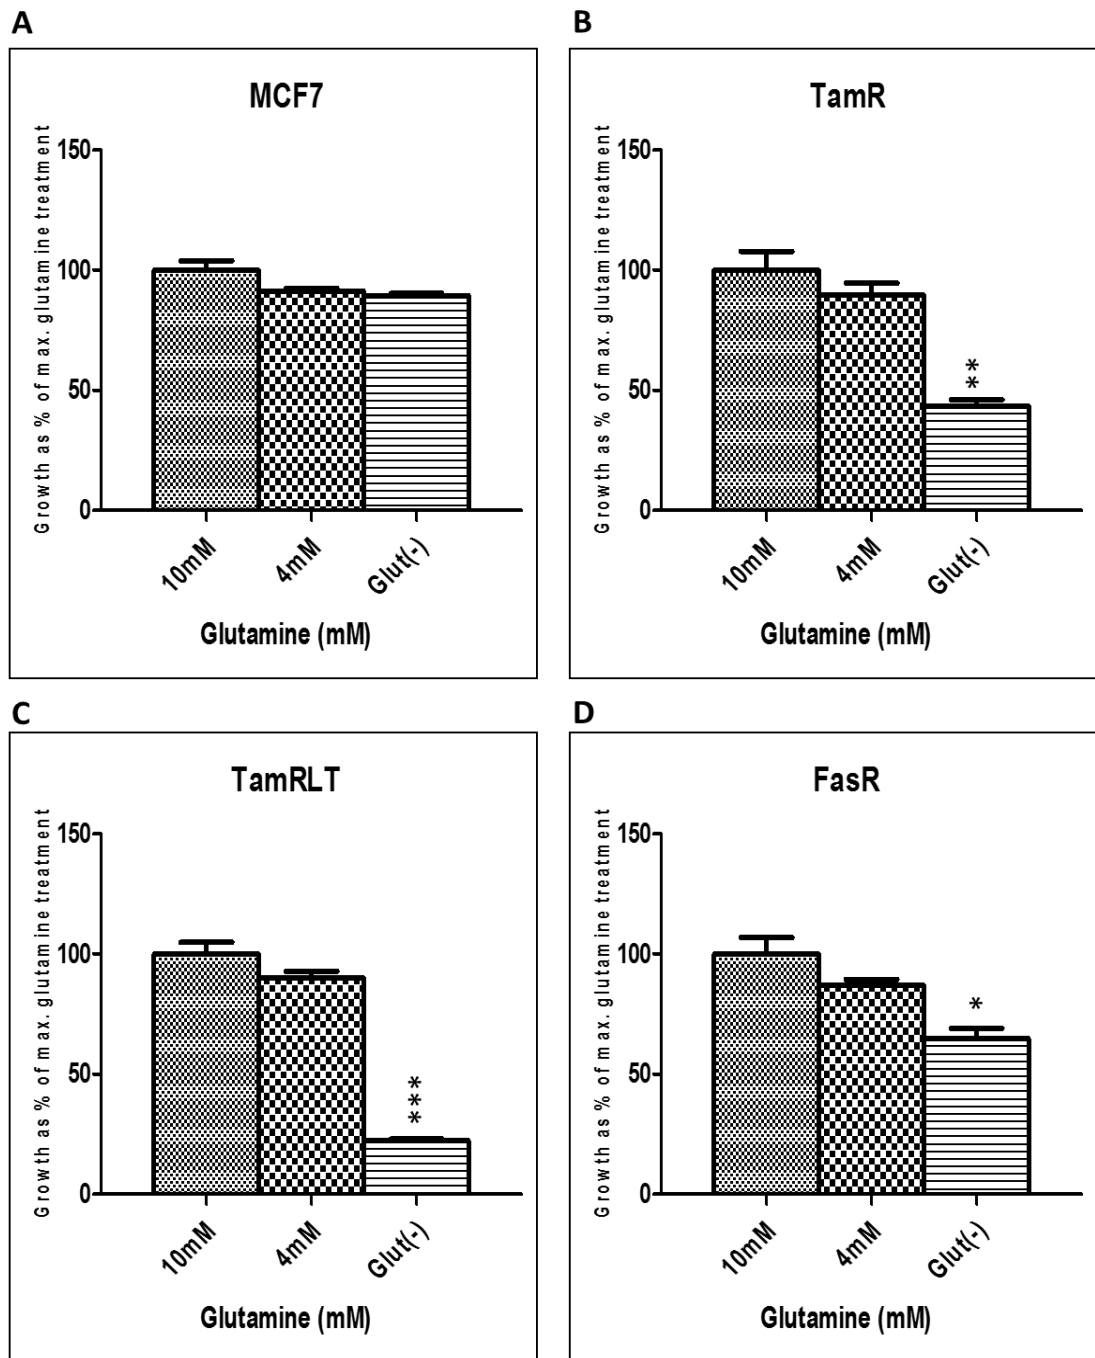 A
MCF7
Growth as % of max. glutamine treatment
150
100
50
0
10mM
4mM
Glut(-)
Glutamine (mM)
B
TamR
Growth as % of max. glutamine treatment
150
100
50
0
**
10mM
4mM
Glut(-)
Glutamine (mM)
C
TamRLT
Growth as % of max. glutamine treatment
150
100
50
0
***
10mM
4mM
Glut(-)
Glutamine (mM)
D
FasR
Growth as % of max. glutamine treatment
150
100
50
0
*
10mM
4mM
Glut(-)
Glutamine (mM)